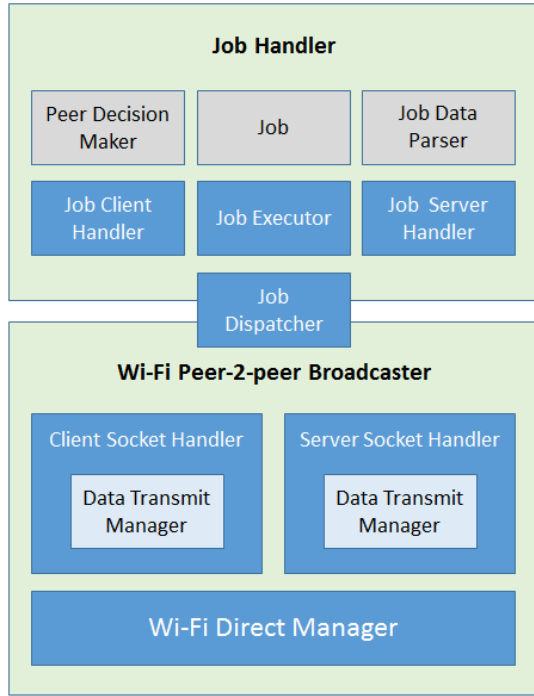 Job Handler
Peer Decision
Maker
Job
Job Data
Parser
Job Client
Handler
Job Executor
Job Server
Handler
Job
Dispatcher
Wi-Fi Peer-2-peer Broadcaster
Client Socket Handler
Data Transmit
Manager
Server Socket Handler
Data Transmit
Manager
Wi-Fi Direct Manager